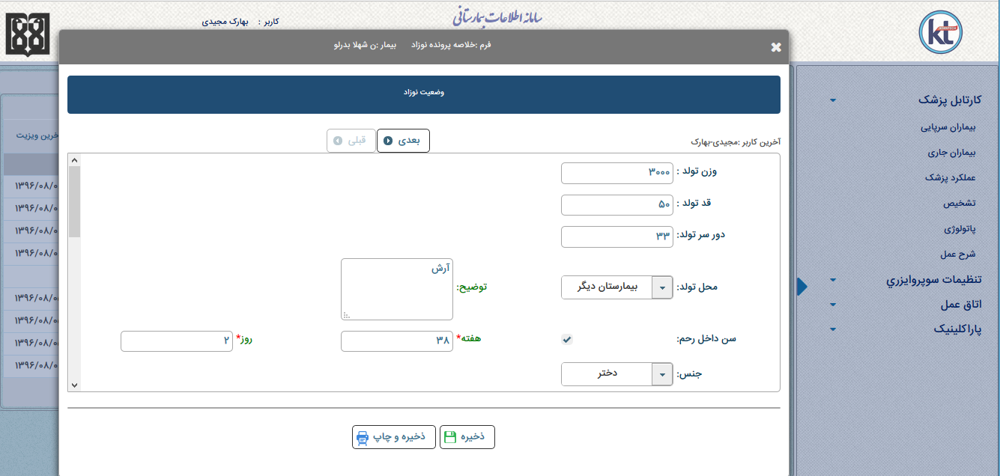 سامانه اطلاعات بیمارستانی
کاربر : بهارک مجیدی
kt
فرم :خلاصه پرونده نوزاد بیمار :ن شهلا بدرلو
وضعیت نوزاد
بعدی قبلی
آخرین کاربر :مجیدی-بهارک
وزن تولد : ۳۰۰۰
قد تولد : ۵۰
دور سر تولد: ۳۳
محل تولد: بیمارستان دیگر توضیح: آرش
سن داخل رحم: هفته* ۳۸ روز* ۲
جنس: دختر
ذخیره ذخیره و چاپ
کارتابل پزشک
بیماران سرپایی
بیماران جاری
عملکرد پزشک
تشخیص
پاتولوژی
شرح عمل
تنظیمات سوپروایزري
اتاق عمل
پاراکلینیک
خرین ویزیت
۱۳۹۶/۰۸/۰
۱۳۹۶/۰۸/۰
۱۳۹۶/۰۸/۰
۱۳۹۶/۰۸/۰
۱۳۹۶/۰۸/۰
۱۳۹۶/۰۸/۰
۱۳۹۶/۰۸/۰
۱۳۹۶/۰۸/۰